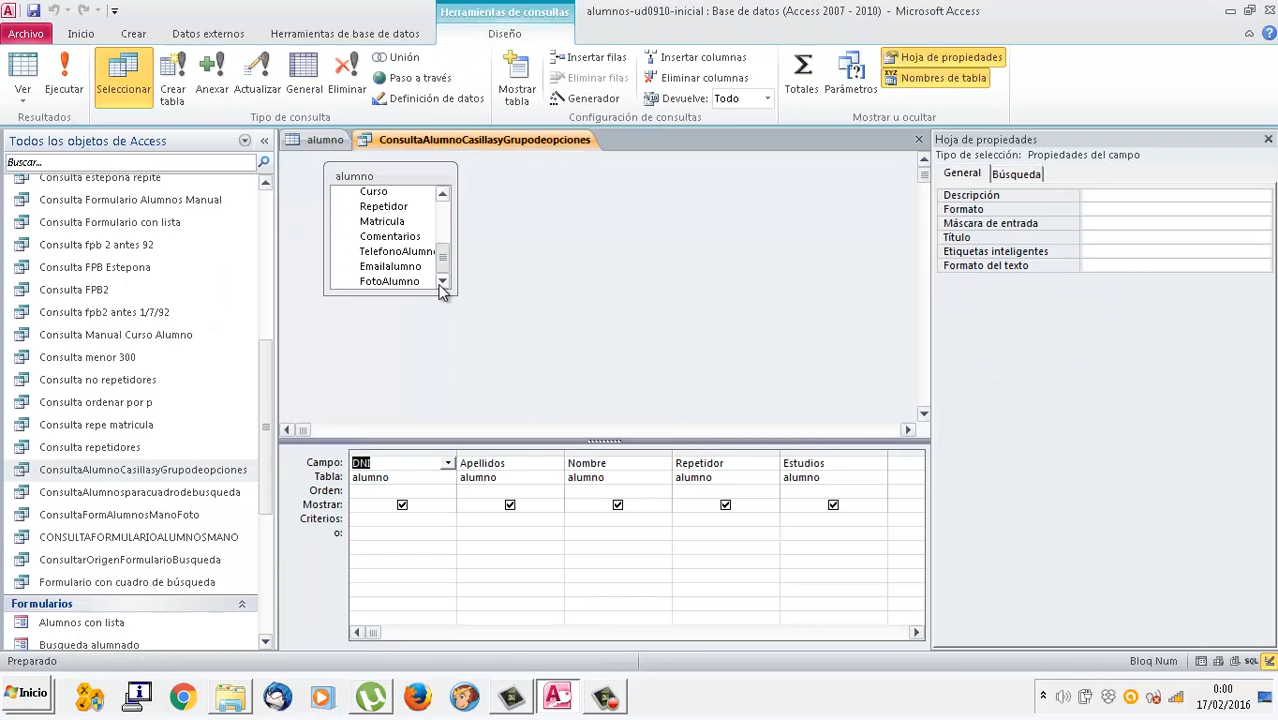 Herramientas de consultas
alumnos-ud0910-inicial : Base de datos (Access 2007 - 2010) - Microsoft Access
Archivo Inicio Crear Datos externos Herramientas de base de datos Diseño
Ver Ejecutar Seleccionar Crear tabla Anexar Actualizar General Eliminar
Unión
Paso a través
Definición de datos
Mostrar tabla
Insertar filas
Eliminar filas
Generador
Insertar columnas
Eliminar columnas
Devuelve: Todo
Totales Parámetros
Hoja de propiedades
Nombres de tabla
Resultados Tipo de consulta Configuración de consultas Mostrar u ocultar
Todos los objetos de Access
Buscar...
Consulta estepona repite
Consulta Formulario Alumnos Manual
Consulta Formulario con lista
Consulta fpb 2 antes 92
Consulta FPB Estepona
Consulta FPB2
Consulta fpb2 antes 1/7/92
Consulta Manual Curso Alumno
Consulta menor 300
Consulta no repetidores
Consulta ordenar por p
Consulta repe matricula
Consulta repetidores
ConsultaAlumnoCasillasyGrupodeopciones
ConsultaAlumnosparacuadrodebusqueda
ConsultaFormAlumnosManoFoto
CONSULTAFORMULARIOALUMNOSMANO
ConsultarOrigenFormularioBusqueda
Formulario con cuadro de búsqueda
Formularios
Alumnos con lista
Busqueda alumnado
alumno ConsultaAlumnoCasillasyGrupodeopciones
alumno
Curso
Repetidor
Matricula
Comentarios
TelefonoAlumn
Emailalumno
FotoAlumno
Campo: DNI Apellidos Nombre Repetidor Estudios
Tabla: alumno alumno alumno alumno alumno
Orden:
Mostrar:
Criterios:
o:
Hoja de propiedades
Tipo de selección: Propiedades del campo
General Búsqueda
Descripción
Formato
Máscara de entrada
Título
Etiquetas inteligentes
Formato del texto
Preparado
Bloq Num
SQL
Inicio
0:00
17/02/2016